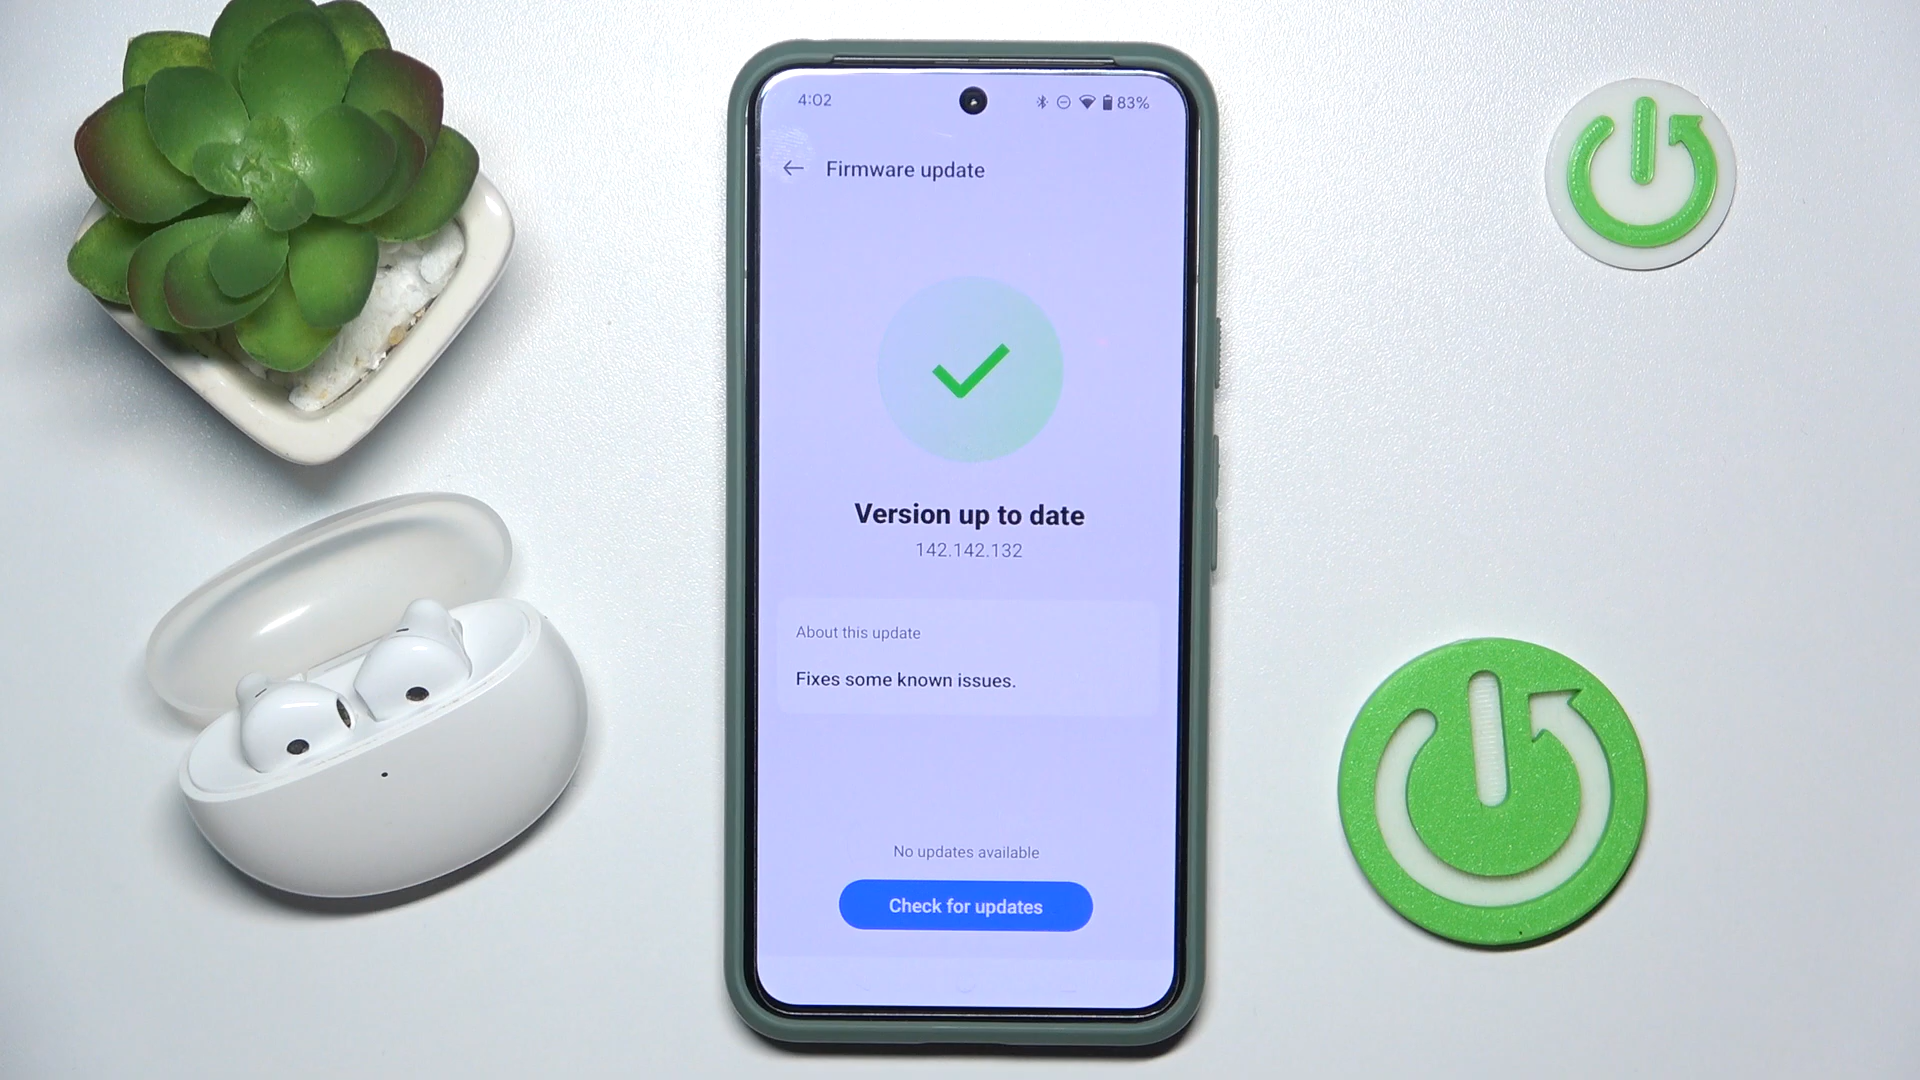 4:02
83%
Firmware update
Version up to date
142.142.132
About this update
Fixes some known issues.
No updates available
Check for updates